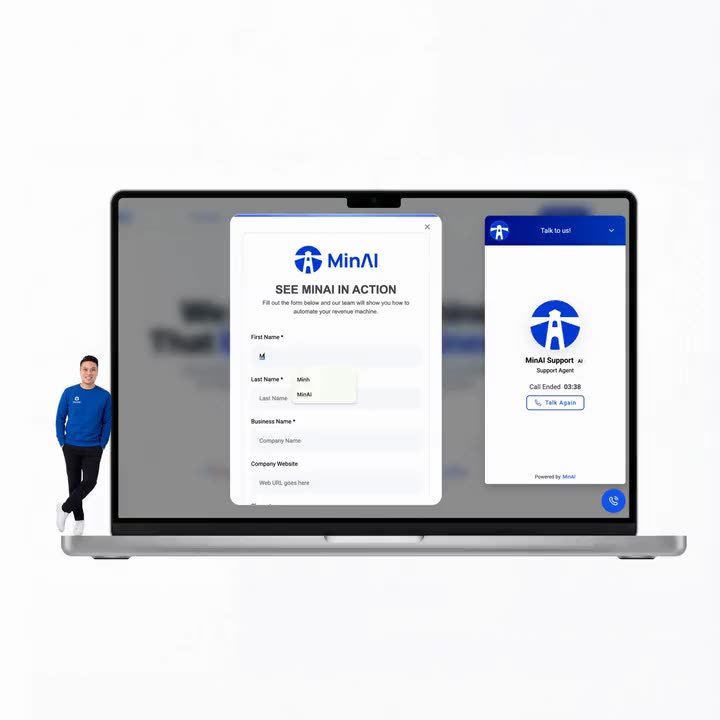 MinAI
SEE MINAI IN ACTION
Fill out the form below and our team will show you how to
automate your revenue machine.
First Name *
M
Last Name *
Minh
MinAI
Last Name
Business Name *
Company Name
Company Website
Web URL goes here
Talk to us!
MinAI Support AI
Support Agent
Call Ended 03:38
Talk Again
Powered by MinAI